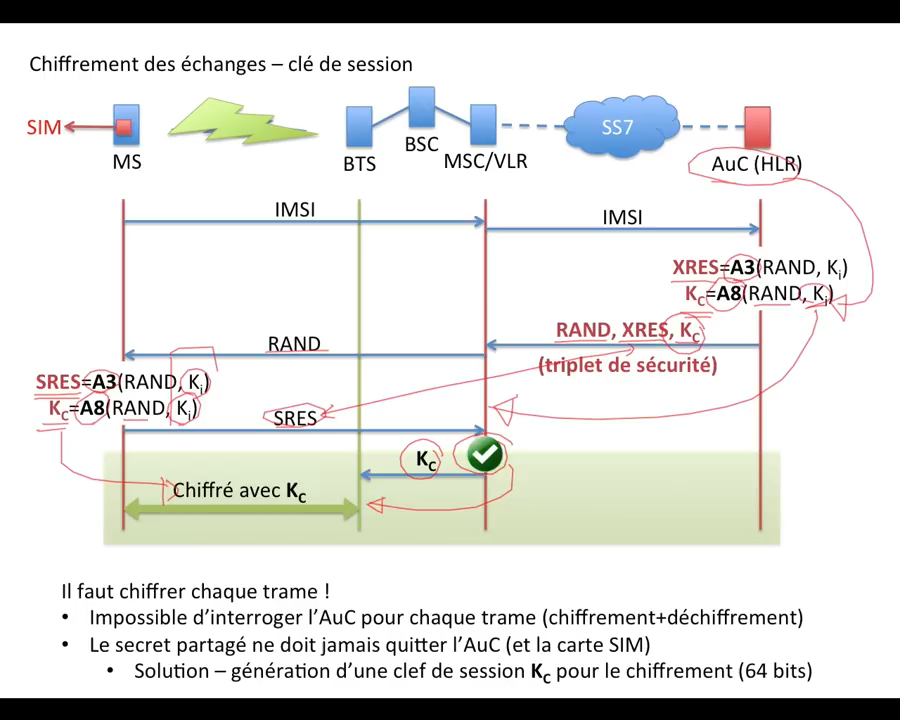 Chiffrement des échanges – clé de session
SIM
MS
BTS
BSC
MSC/VLR
SS7
AuC (HLR)
IMSI
IMSI
XRES=A3(RAND, Ki)
KC=A8(RAND, Ki)
RAND, XRES, KC
(triplet de sécurité)
RAND
SRES=A3(RAND, Ki)
KC=A8(RAND, Ki)
SRES
KC
Chiffré avec KC
Il faut chiffrer chaque trame !
• Impossible d'interroger l'AuC pour chaque trame (chiffrement+déchiffrement)
• Le secret partagé ne doit jamais quitter l'AuC (et la carte SIM)
• Solution – génération d'une clef de session KC pour le chiffrement (64 bits)